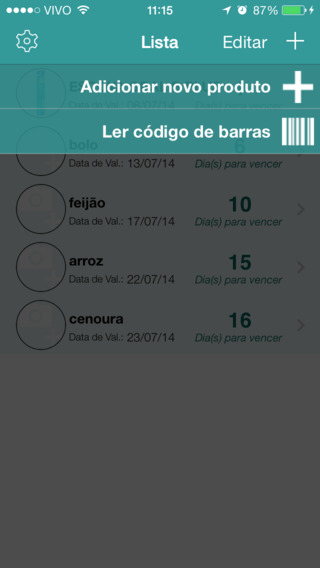 VIVO 11:15 87%
Lista Editar
Adicionar novo produto
Ler código de barras
bolo 6
Data de Val.: 13/07/14 Dia(s) para vencer
feijão 10
Data de Val.: 17/07/14 Dia(s) para vencer
arroz 15
Data de Val.: 22/07/14 Dia(s) para vencer
cenoura 16
Data de Val.: 23/07/14 Dia(s) para vencer